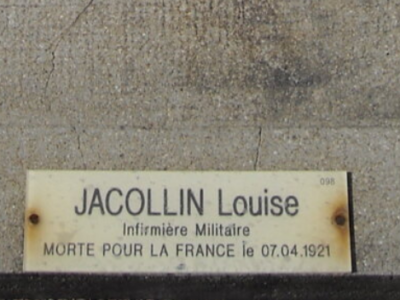 098
JACOLLIN Louise
Infirmière Militaire
MORTE POUR LA FRANCE le 07.04.1921